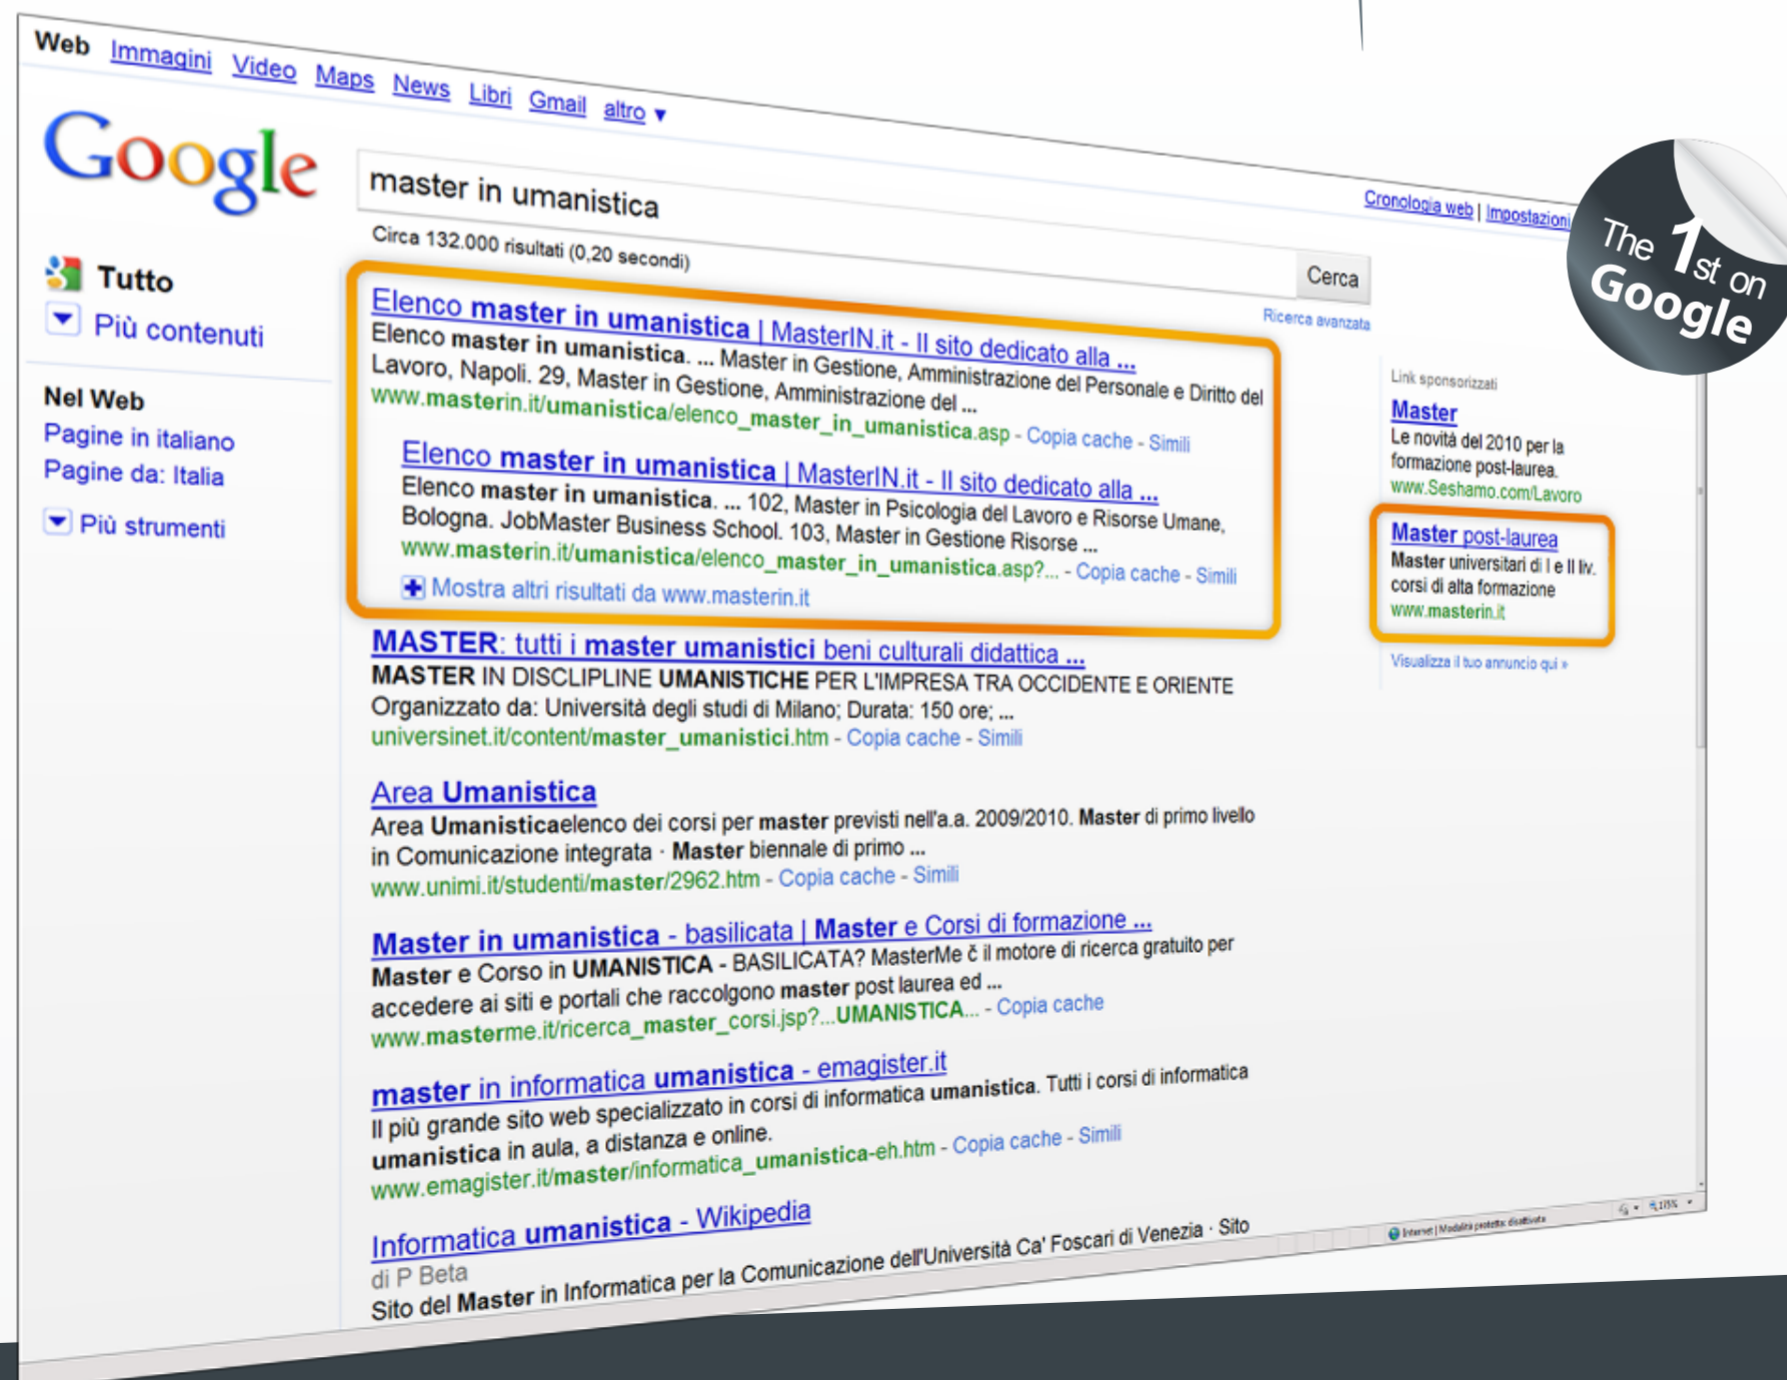 Web Immagini Video Maps News Libri Gmail altro ▼
Cronologia web | Impostazioni
Google
master in umanistica
Cerca
Circa 132.000 risultati (0,20 secondi)
Ricerca avanzata
The 1st on
Google
Tutto
Più contenuti
Nel Web
Pagine in italiano
Pagine da: Italia
Più strumenti
Elenco master in umanistica | MasterIN.it - Il sito dedicato alla ...
Elenco master in umanistica. ... Master in Gestione, Amministrazione del Personale e Diritto del
Lavoro, Napoli. 29, Master in Gestione, Amministrazione del ...
www.masterin.it/umanistica/elenco_master_in_umanistica.asp - Copia cache - Simili
Elenco master in umanistica | MasterIN.it - Il sito dedicato alla ...
Elenco master in umanistica. ... 102, Master in Psicologia del Lavoro e Risorse Umane,
Bologna. JobMaster Business School. 103, Master in Gestione Risorse ...
www.masterin.it/umanistica/elenco_master_in_umanistica.asp?... - Copia cache - Simili
Mostra altri risultati da www.masterin.it
MASTER: tutti i master umanistici beni culturali didattica ...
MASTER IN DISCLIPLINE UMANISTICHE PER L'IMPRESA TRA OCCIDENTE E ORIENTE
Organizzato da: Università degli studi di Milano; Durata: 150 ore; ...
universinet.it/content/master_umanistici.htm - Copia cache - Simili
Area Umanistica
Area Umanisticaelenco dei corsi per master previsti nell'a.a. 2009/2010. Master di primo livello
in Comunicazione integrata · Master biennale di primo ...
www.unimi.it/studenti/master/2962.htm - Copia cache - Simili
Master in umanistica - basilicata | Master e Corsi di formazione ...
Master e Corso in UMANISTICA - BASILICATA? MasterMe č il motore di ricerca gratuito per
accedere ai siti e portali che raccolgono master post laurea ed ...
www.masterme.it/ricerca_master_corsi.jsp?...UMANISTICA... - Copia cache
master in informatica umanistica - emagister.it
Il più grande sito web specializzato in corsi di informatica umanistica. Tutti i corsi di informatica
umanistica in aula, a distanza e online.
www.emagister.it/master/informatica_umanistica-eh.htm - Copia cache - Simili
Informatica umanistica - Wikipedia
di P Beta
Sito del Master in Informatica per la Comunicazione dell'Università Ca' Foscari di Venezia · Sito
Link sponsorizzati
Master
Le novità del 2010 per la
formazione post-laurea.
www.Seshamo.com/Lavoro
Master post-laurea
Master universitari di I e II liv.
corsi di alta formazione
www.masterin.it
Visualizza il tuo annuncio qui »
Internet | Modalità protetta: disattivata
175%